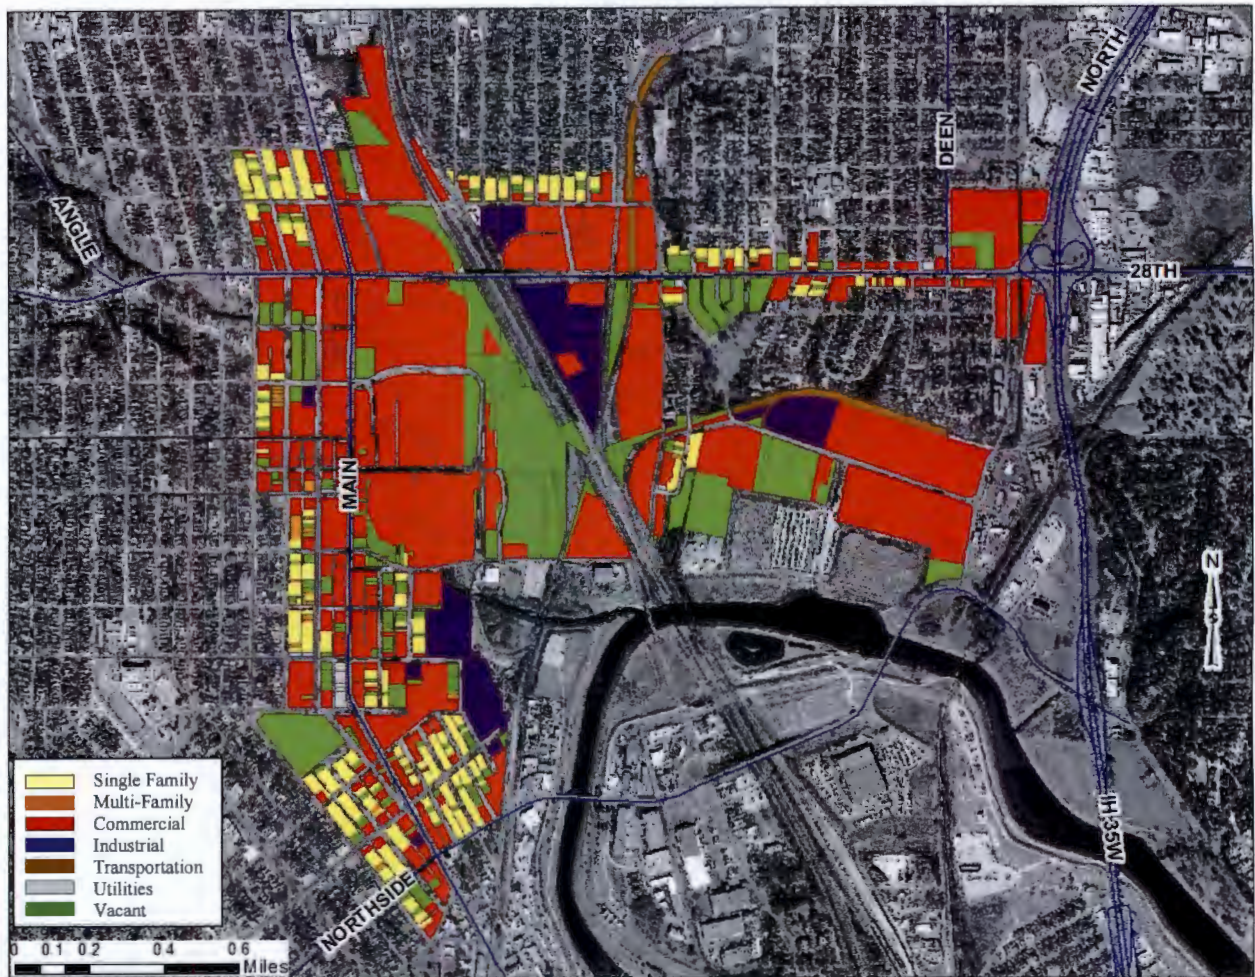 NORTH
DEEN
ANGLE
28TH
MAIN
N
Single Family
Multi-Family
Commercial
Industrial
Transportation
Utilities
Vacant
IH 35W
NORTHSIDE
0 0.1 0.2 0.4 0.6
Miles